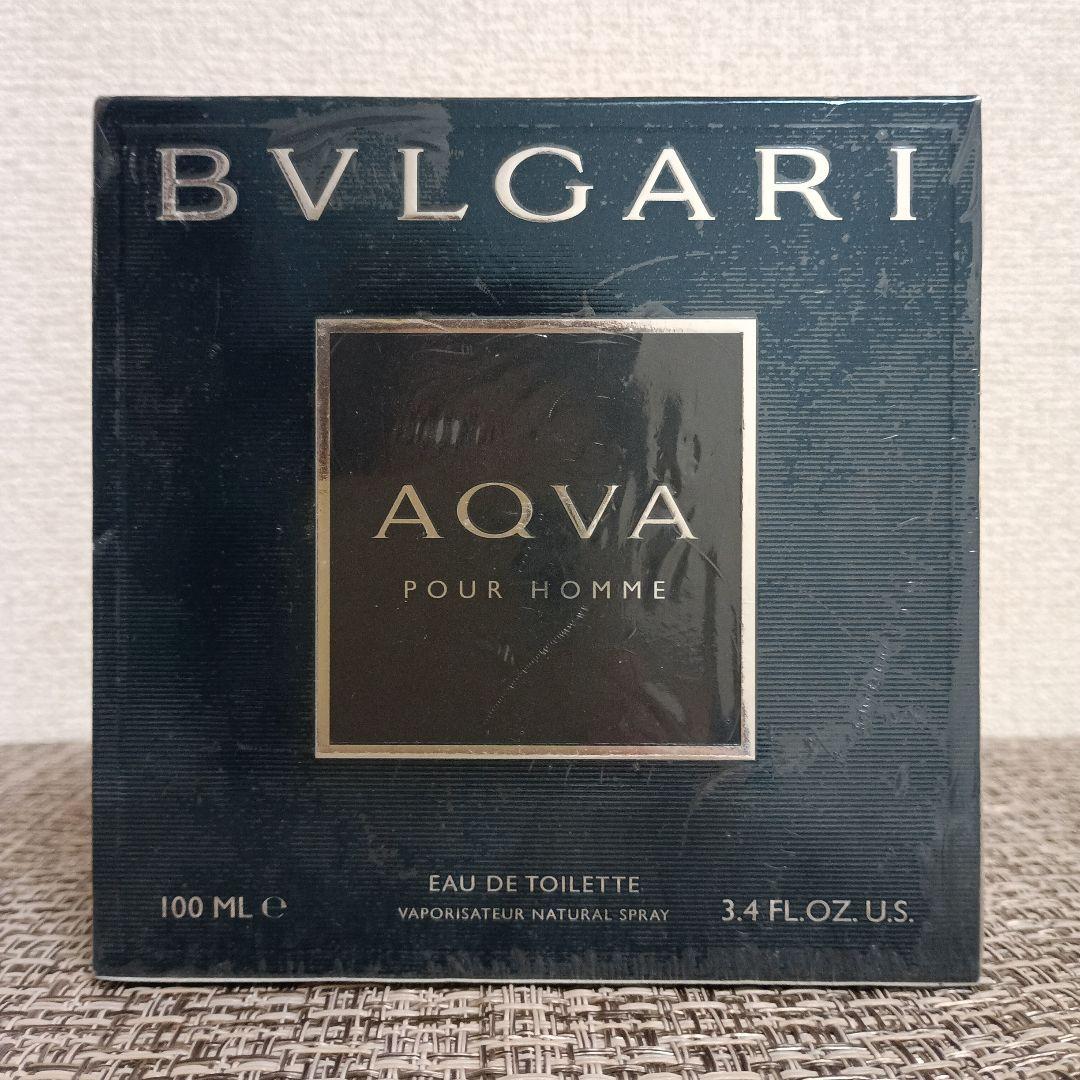 BVLGARI
AQVA
POUR HOMME
EAU DE TOILETTE
100 ML ℮
VAPORISATEUR NATURAL SPRAY
3.4 FL.OZ. U.S.